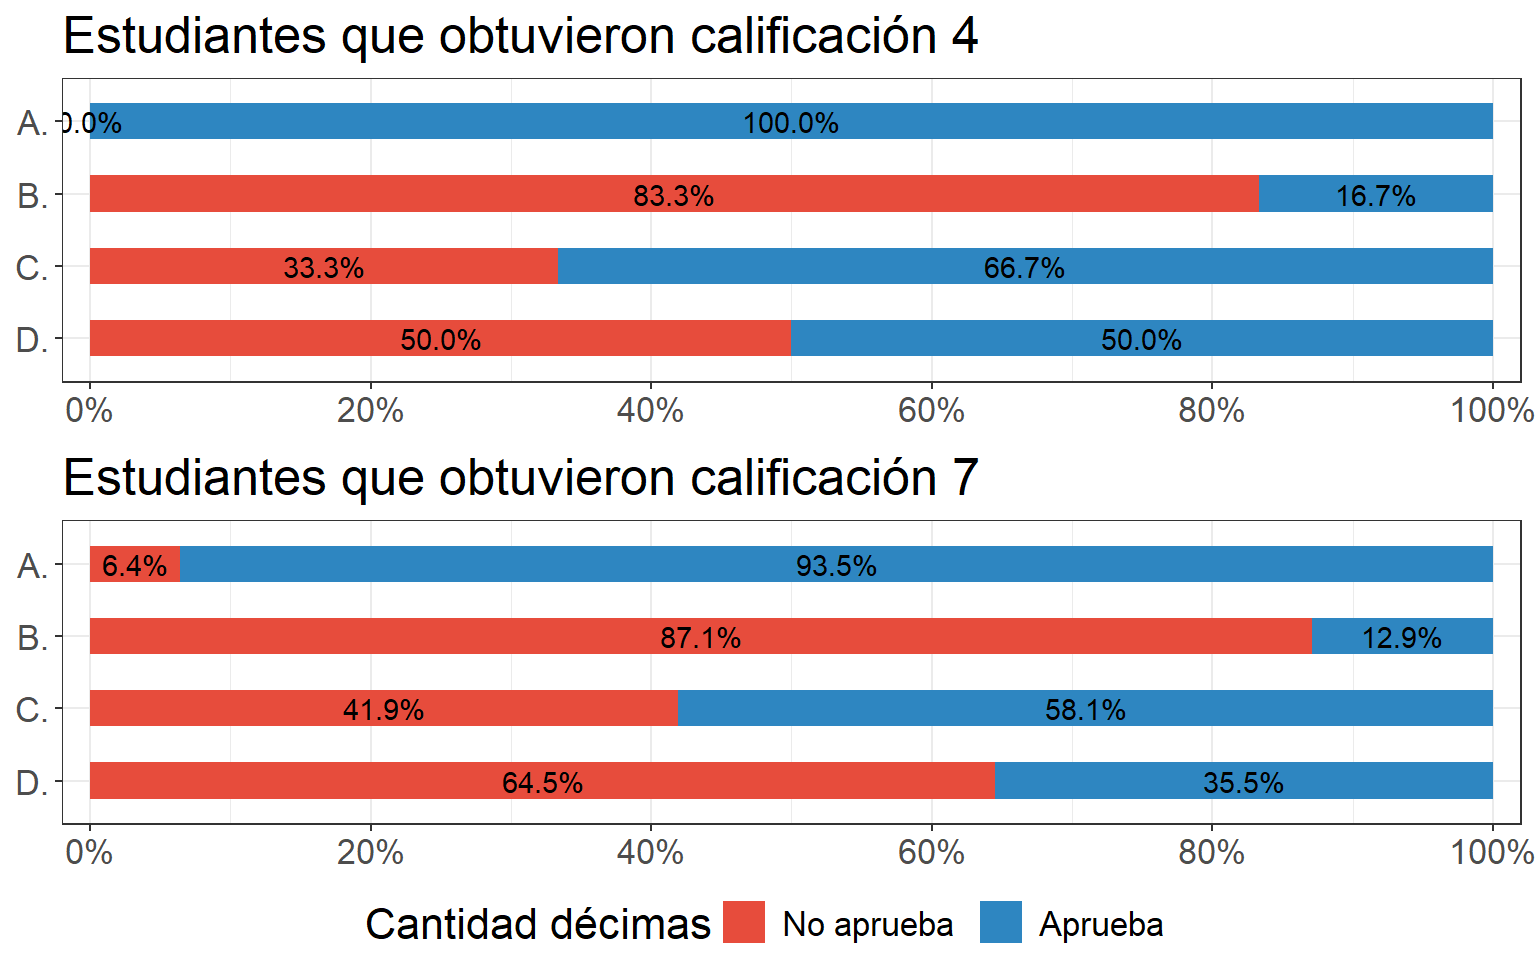 Estudiantes que obtuvieron calificación 4
A. 0.0% 100.0%
B. 83.3% 16.7%
C. 33.3% 66.7%
D. 50.0% 50.0%
0% 20% 40% 60% 80% 100%
Estudiantes que obtuvieron calificación 7
A. 6.4% 93.5%
B. 87.1% 12.9%
C. 41.9% 58.1%
D. 64.5% 35.5%
0% 20% 40% 60% 80% 100%
Cantidad décimas No aprueba Aprueba